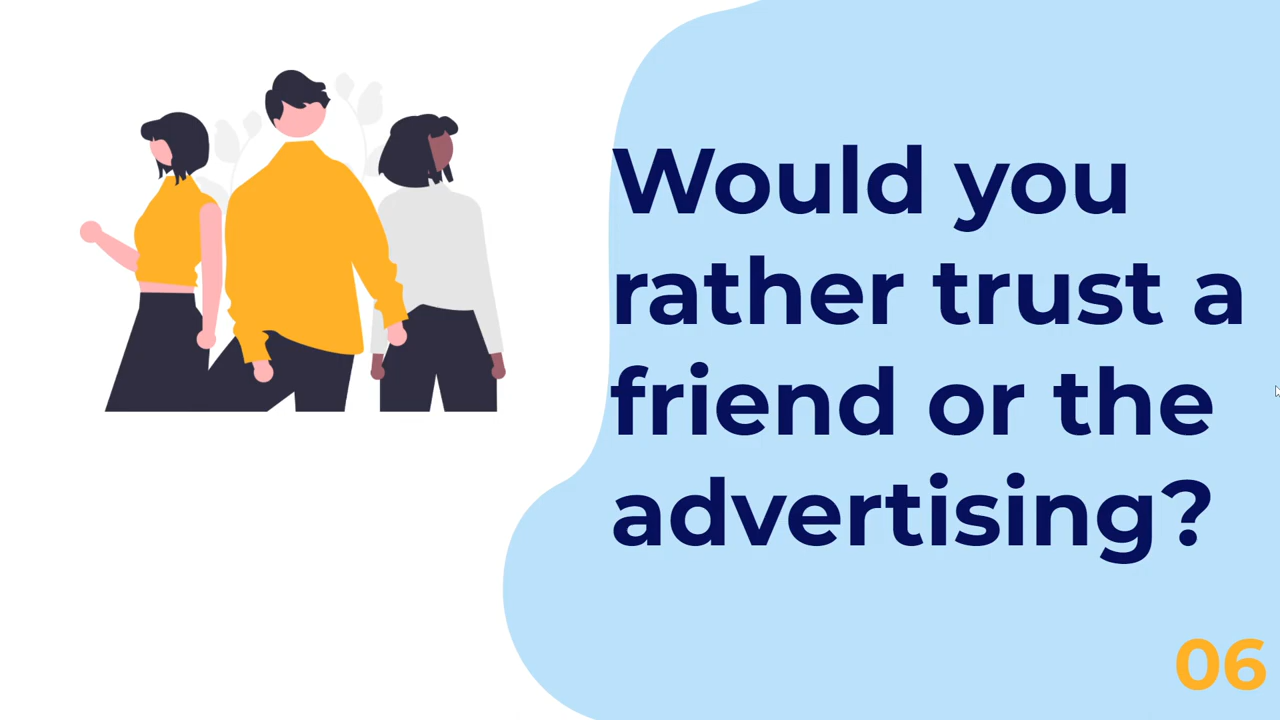 Would you
rather trust a
friend or the
advertising?
06